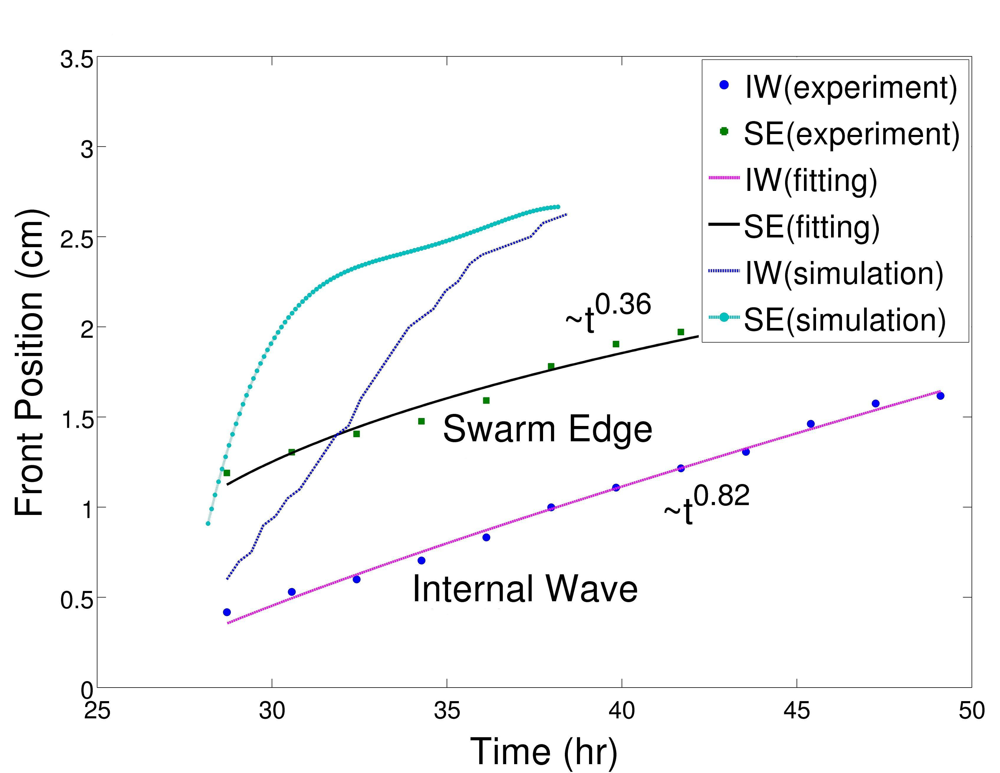 3.5
3
2.5
2
1.5
1
0.5
0
25 30 35 40 45 50
Front Position (cm)
Time (hr)
IW(experiment)
SE(experiment)
IW(fitting)
SE(fitting)
IW(simulation)
SE(simulation)
~t^0.36
Swarm Edge
~t^0.82
Internal Wave